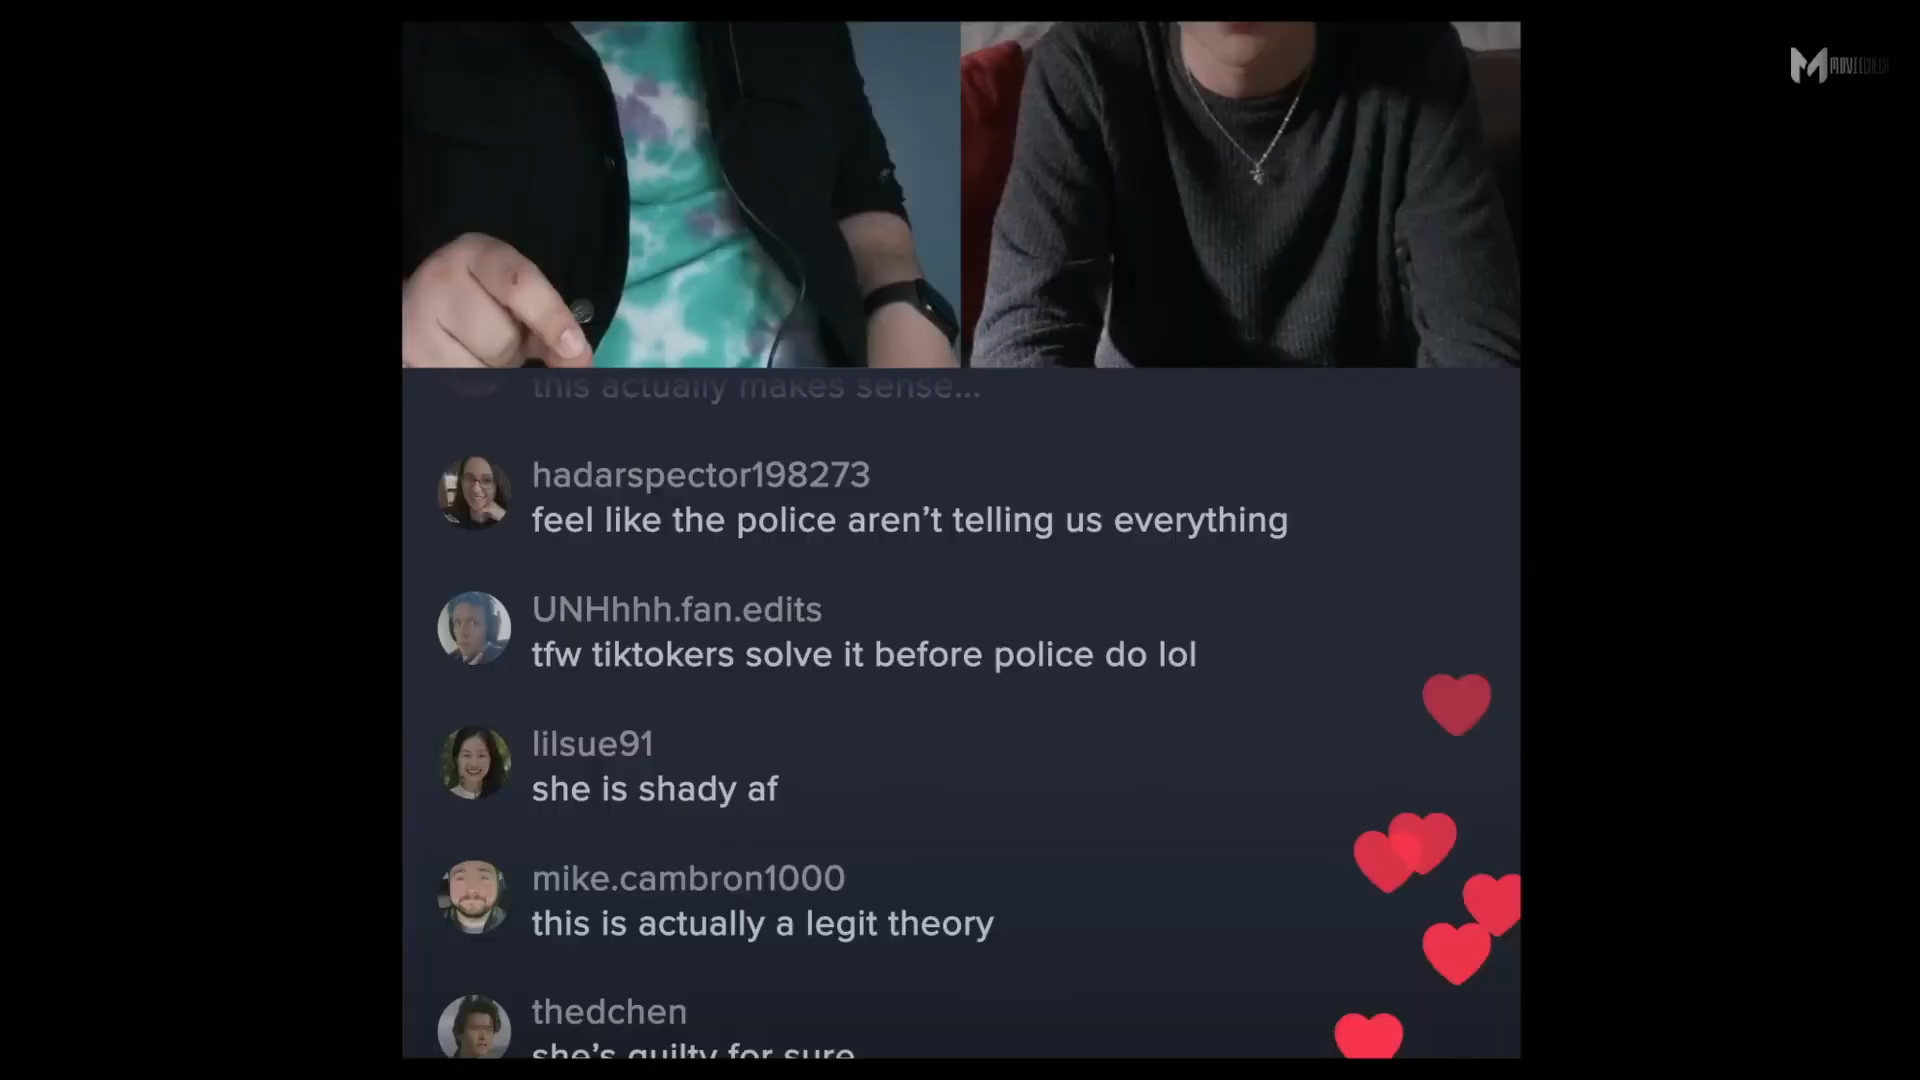 this actually makes sense...
hadarspector198273
feel like the police aren’t telling us everything
UNHhhh.fan.edits
tfw tiktokers solve it before police do lol
lilsue91
she is shady af
mike.cambron1000
this is actually a legit theory
thedchen
she’s guilty for sure